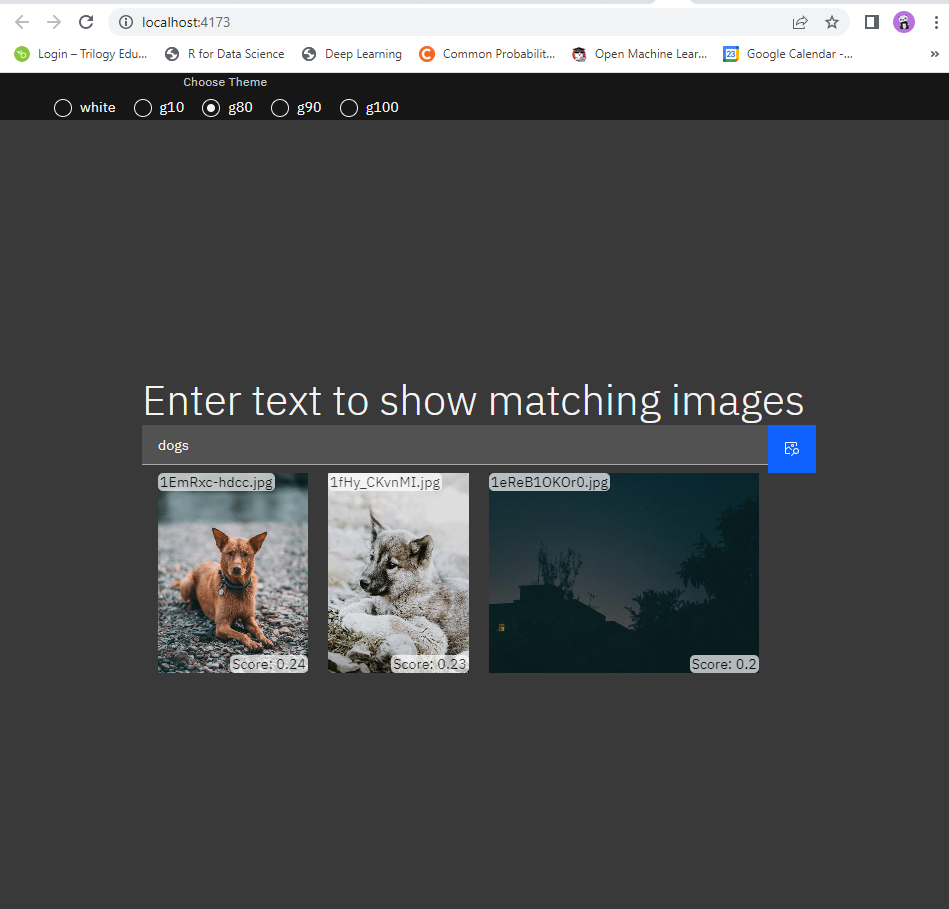 localhost:4173
Login – Trilogy Edu... R for Data Science Deep Learning Common Probabilit... Open Machine Lear... 23 Google Calendar -... »
Choose Theme
white g10 g80 g90 g100
Enter text to show matching images
dogs
1EmRxc-hdcc.jpg 1fHy_CKvnMI.jpg 1eReB1OKOr0.jpg
Score: 0.24 Score: 0.23 Score: 0.2